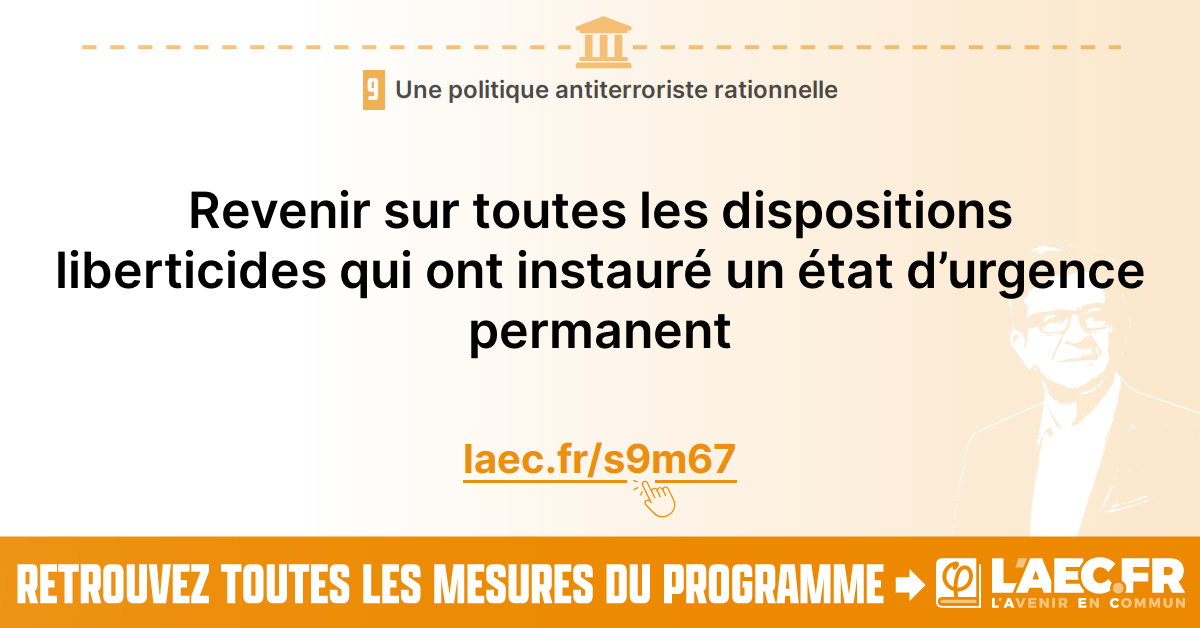 9 Une politique antiterroriste rationnelle
Revenir sur toutes les dispositions
liberticides qui ont instauré un état d’urgence
permanent
laec.fr/s9m67
RETROUVEZ TOUTES LES MESURES DU PROGRAMME
φ L'AEC.FR
L'AVENIR EN COMMUN